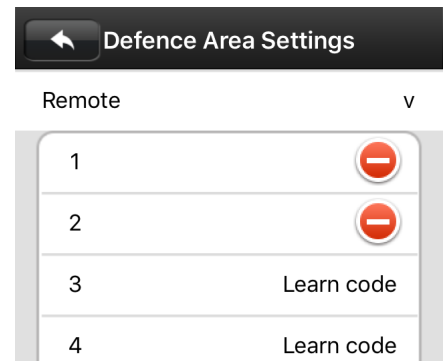 Defence Area Settings
Remote v
1
2
3 Learn code
4 Learn code